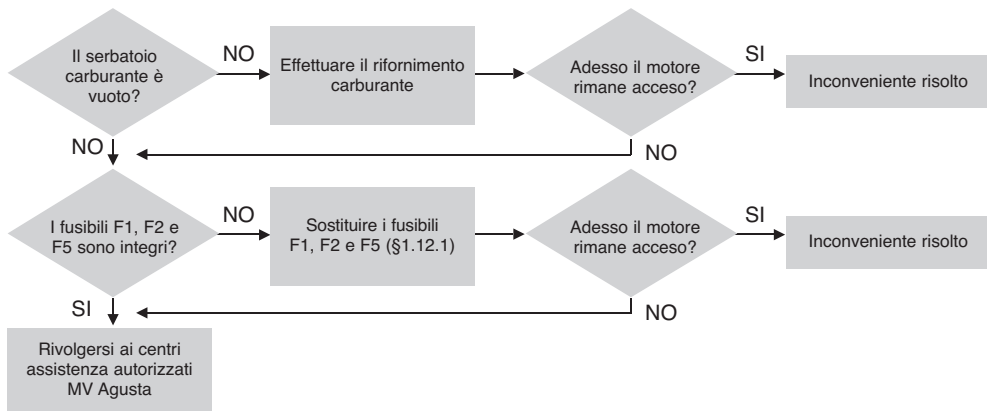 Il serbatoio
carburante è
vuoto?
NO
Effettuare il rifornimento
carburante
Adesso il motore
rimane acceso?
SI
Inconveniente risolto
NO
NO
I fusibili F1, F2 e
F5 sono integri?
NO
Sostituire i fusibili
F1, F2 e F5 (§1.12.1)
Adesso il motore
rimane acceso?
SI
Inconveniente risolto
SI
NO
Rivolgersi ai centri
assistenza autorizzati
MV Agusta